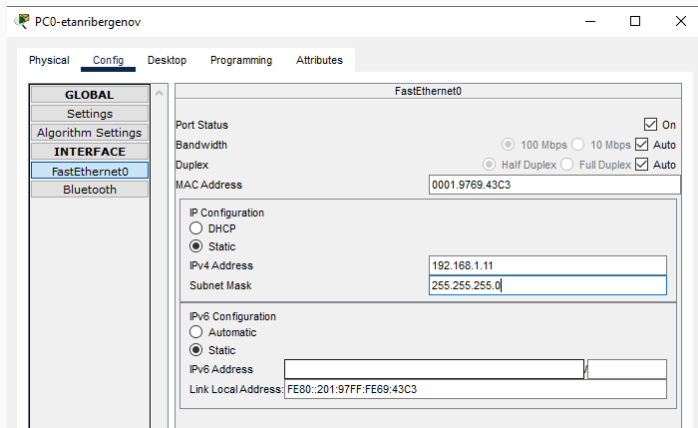 PC0-etanribergenov
Physical Config Desktop Programming Attributes
GLOBAL
Settings
Algorithm Settings
INTERFACE
FastEthernet0
Bluetooth
FastEthernet0
Port Status On
Bandwidth 100 Mbps 10 Mbps Auto
Duplex Half Duplex Full Duplex Auto
MAC Address 0001.9769.43C3
IP Configuration
DHCP
Static
IPv4 Address 192.168.1.11
Subnet Mask 255.255.255.0
IPv6 Configuration
Automatic
Static
IPv6 Address /
Link Local Address: FE80::201:97FF:FE69:43C3